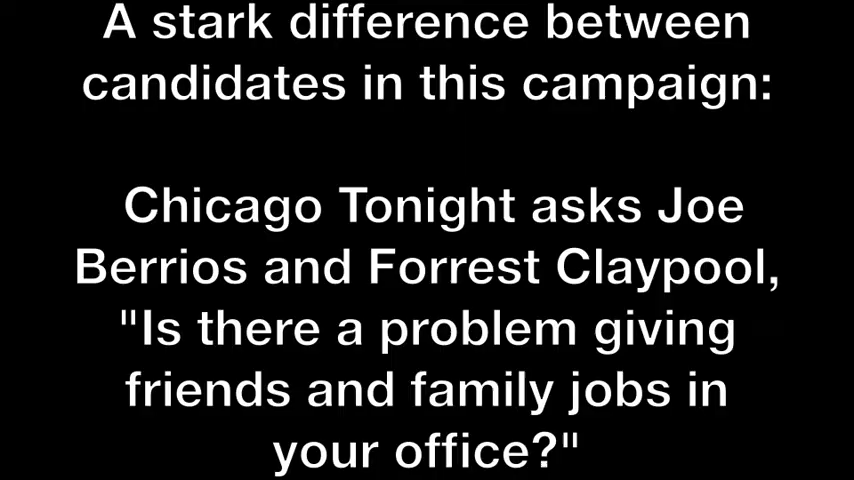 A stark difference between
candidates in this campaign:
Chicago Tonight asks Joe
Berrios and Forrest Claypool,
"Is there a problem giving
friends and family jobs in
your office?"